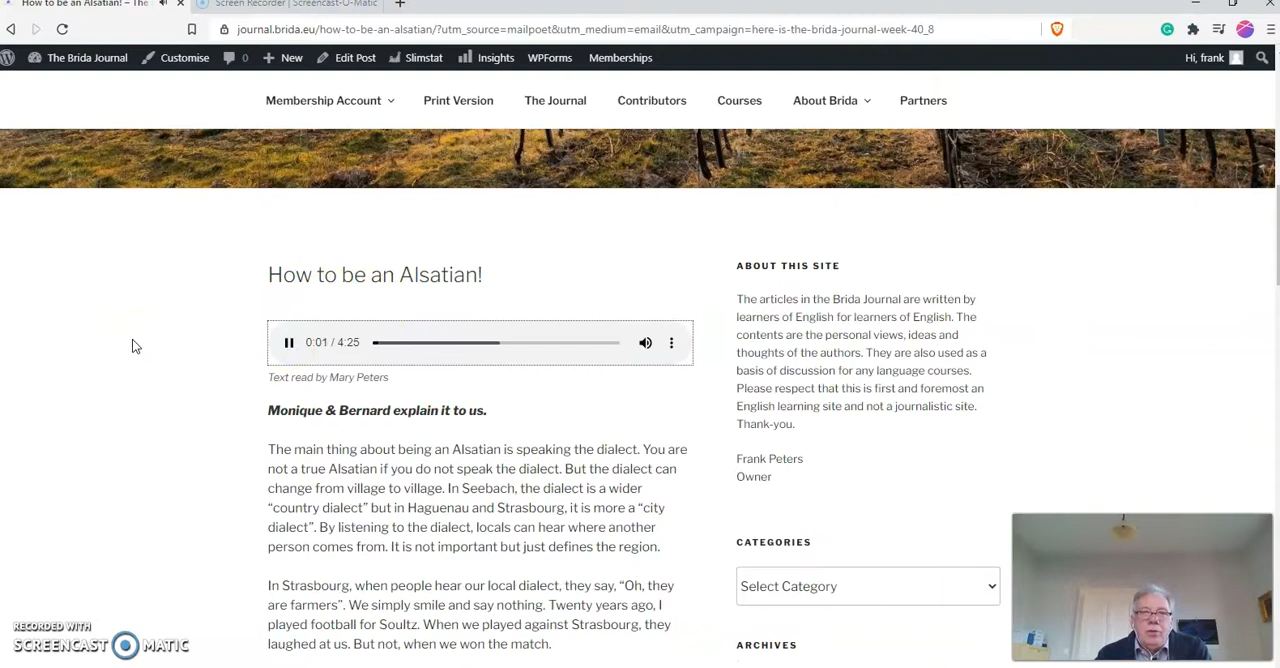 How to be an Alsatian! – The
Screen Recorder | Screencast-O-Matic
journal.brida.eu/how-to-be-an-alsatian/?utm_source=mailpoet&utm_medium=email&utm_campaign=here-is-the-brida-journal-week-40_8
The Brida Journal Customise 0 New Edit Post Slimstat Insights WPForms Memberships Hi, frank
Membership Account Print Version The Journal Contributors Courses About Brida Partners
How to be an Alsatian!
0:01 / 4:25
Text read by Mary Peters
Monique & Bernard explain it to us.
The main thing about being an Alsatian is speaking the dialect. You are
not a true Alsatian if you do not speak the dialect. But the dialect can
change from village to village. In Seebach, the dialect is a wider
“country dialect” but in Haguenau and Strasbourg, it is more a “city
dialect”. By listening to the dialect, locals can hear where another
person comes from. It is not important but just defines the region.
In Strasbourg, when people hear our local dialect, they say, “Oh, they
are farmers”. We simply smile and say nothing. Twenty years ago, I
played football for Soultz. When we played against Strasbourg, they
laughed at us. But not, when we won the match.
ABOUT THIS SITE
The articles in the Brida Journal are written by
learners of English for learners of English. The
contents are the personal views, ideas and
thoughts of the authors. They are also used as a
basis of discussion for any language courses.
Please respect that this is first and foremost an
English learning site and not a journalistic site.
Thank-you.
Frank Peters
Owner
CATEGORIES
Select Category
ARCHIVES
RECORDED WITH
SCREENCAST MATIC